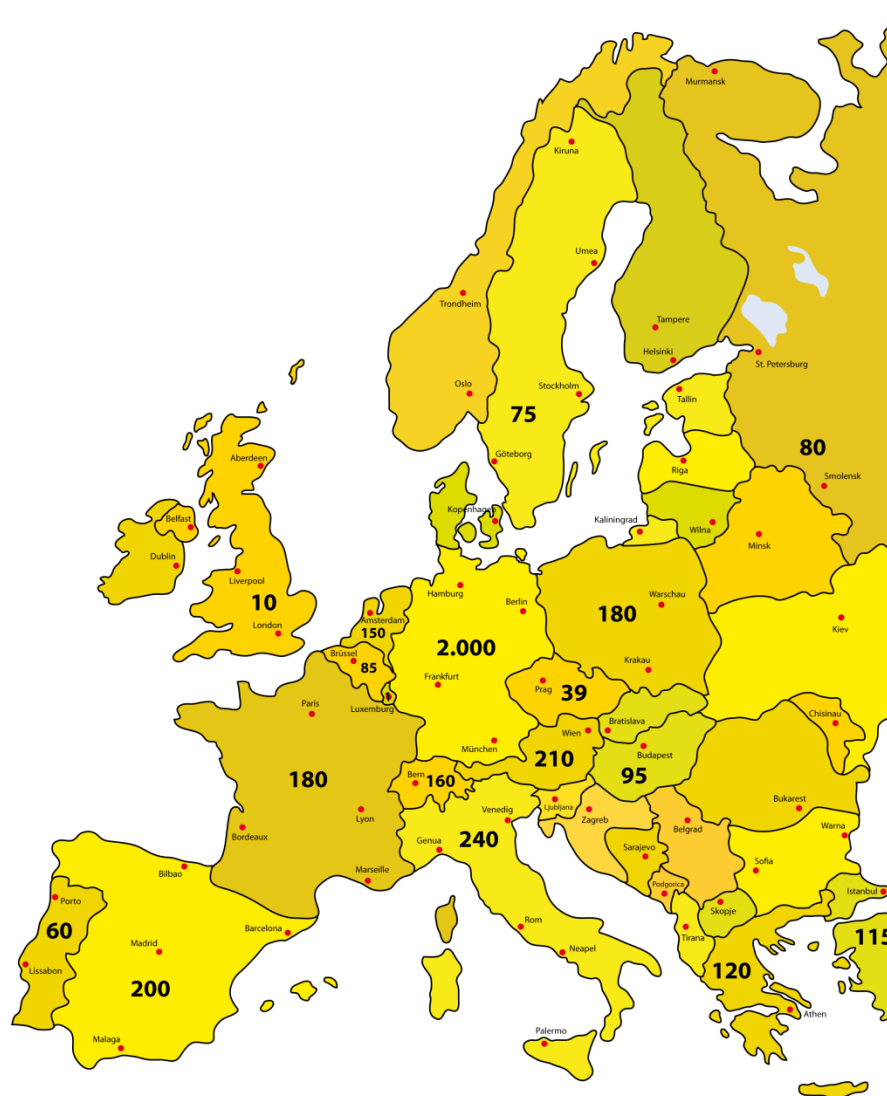 Murmansk
Kiruna
Umea
Trondheim
Tampere
Helsinki
St. Petersburg
Oslo
Stockholm
Tallin
75
80
Göteborg
Riga
Aberdeen
Smolensk
Kopenhagen
Kaliningrad
Wilna
Belfast
Minsk
Dublin
Liverpool
Hamburg
Berlin
Warschau
10
180
Amsterdam
Kiev
London
150
2.000
Brüssel
85
Krakau
Frankfurt
Prag
39
Luxemburg
Paris
Chisinau
Bratislava
Wien
München
Budapest
210
95
180
Bern
160
Venedig
Ljubljana
Bukarest
Lyon
Zagreb
Belgrad
Warna
Bordeaux
Genua
240
Sarajevo
Sofia
Bilbao
Marseille
Podgorica
Istanbul
Porto
Skopje
60
Barcelona
Rom
Tirana
115
Madrid
Neapel
Lissabon
120
200
Athen
Malaga
Palermo